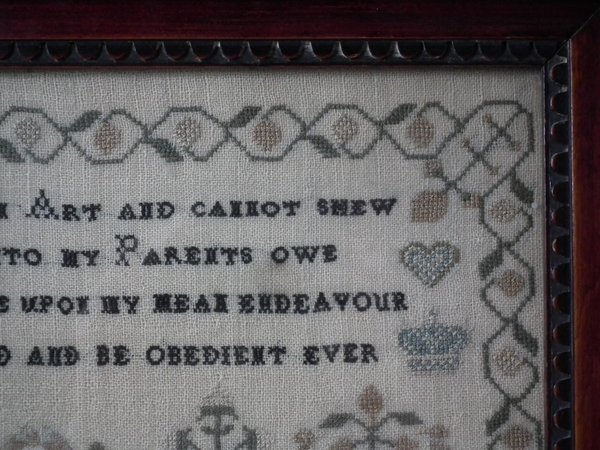 ART AND CANNOT SHEW
TO MY PARENTS OWE
UPON MY MEAN ENDEAVOUR
AND BE OBEDIENT EVER